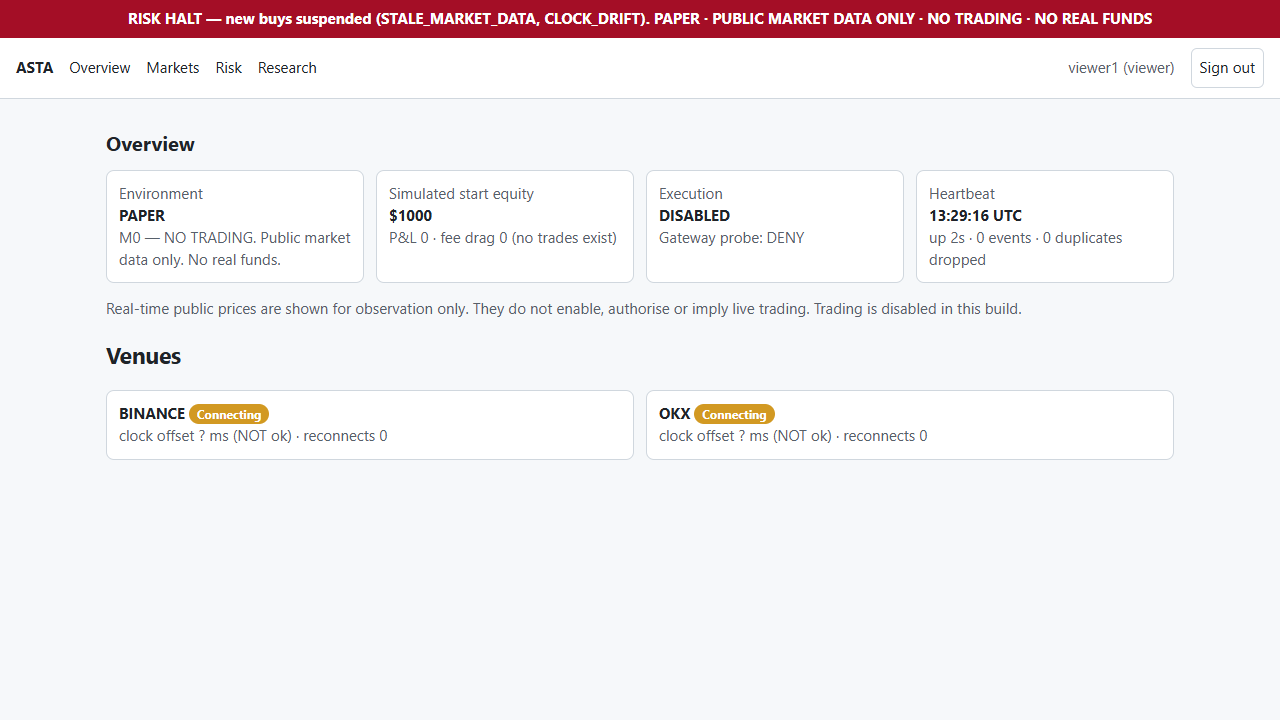 RISK HALT — new buys suspended (STALE_MARKET_DATA, CLOCK_DRIFT). PAPER · PUBLIC MARKET DATA ONLY · NO TRADING · NO REAL FUNDS
ASTA Overview Markets Risk Research viewer1 (viewer) Sign out
Overview
Environment
PAPER
M0 — NO TRADING. Public market
data only. No real funds.
Simulated start equity
$1000
P&L 0 · fee drag 0 (no trades exist)
Execution
DISABLED
Gateway probe: DENY
Heartbeat
13:29:16 UTC
up 2s · 0 events · 0 duplicates
dropped
Real-time public prices are shown for observation only. They do not enable, authorise or imply live trading. Trading is disabled in this build.
Venues
BINANCE Connecting
clock offset ? ms (NOT ok) · reconnects 0
OKX Connecting
clock offset ? ms (NOT ok) · reconnects 0